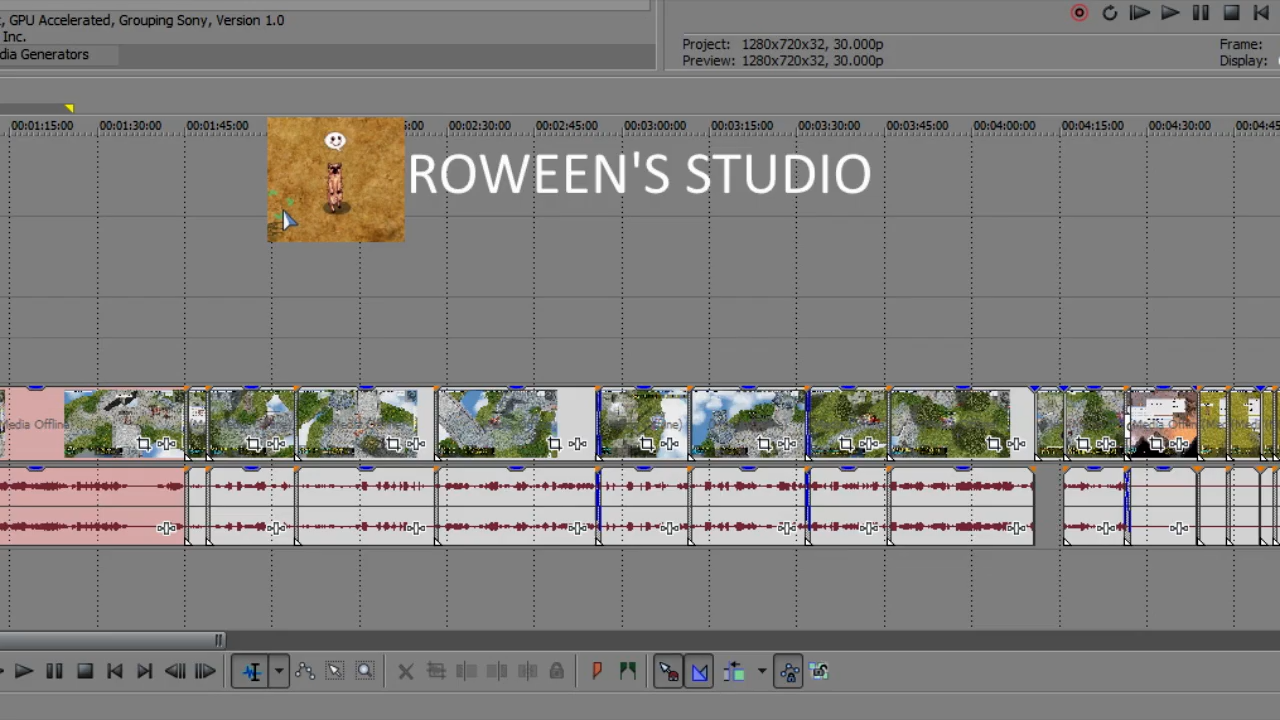 , GPU Accelerated, Grouping Sony, Version 1.0
Inc.
dia Generators
Project: 1280x720x32, 30.000p
Preview: 1280x720x32, 30.000p
Frame:
Display:
00:01:15:00 00:01:30:00 00:01:45:00 5:00 00:02:30:00 00:02:45:00 00:03:00:00 00:03:15:00 00:03:30:00 00:03:45:00 00:04:00:00 00:04:15:00 00:04:30:00 00:04:45
ROWEEN'S STUDIO
Media Offline)